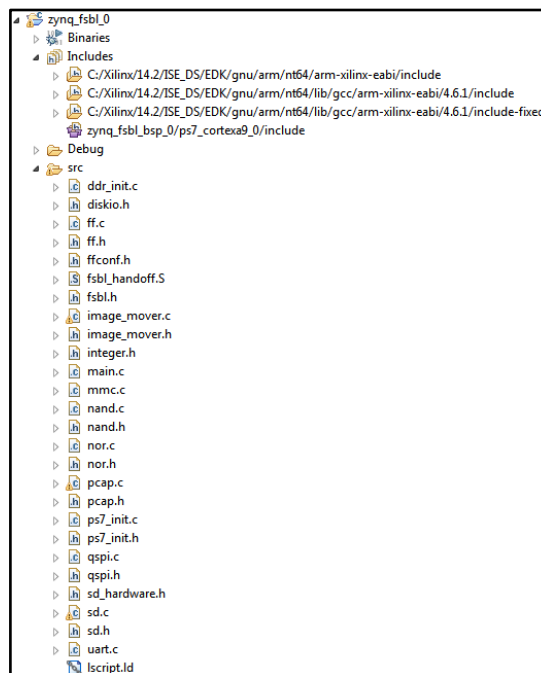 zynq_fsbl_0
Binaries
Includes
C:/Xilinx/14.2/ISE_DS/EDK/gnu/arm/nt64/arm-xilinx-eabi/include
C:/Xilinx/14.2/ISE_DS/EDK/gnu/arm/nt64/lib/gcc/arm-xilinx-eabi/4.6.1/include
C:/Xilinx/14.2/ISE_DS/EDK/gnu/arm/nt64/lib/gcc/arm-xilinx-eabi/4.6.1/include-fixed
zynq_fsbl_bsp_0/ps7_cortexa9_0/include
Debug
src
.c ddr_init.c
.h diskio.h
.c ff.c
.h ff.h
.h ffconf.h
.S fsbl_handoff.S
.h fsbl.h
.c image_mover.c
.h image_mover.h
.h integer.h
.c main.c
.c mmc.c
.c nand.c
.h nand.h
.c nor.c
.h nor.h
.c pcap.c
.h pcap.h
.c ps7_init.c
.h ps7_init.h
.c qspi.c
.h qspi.h
.h sd_hardware.h
.c sd.c
.h sd.h
.c uart.c
lscript.ld